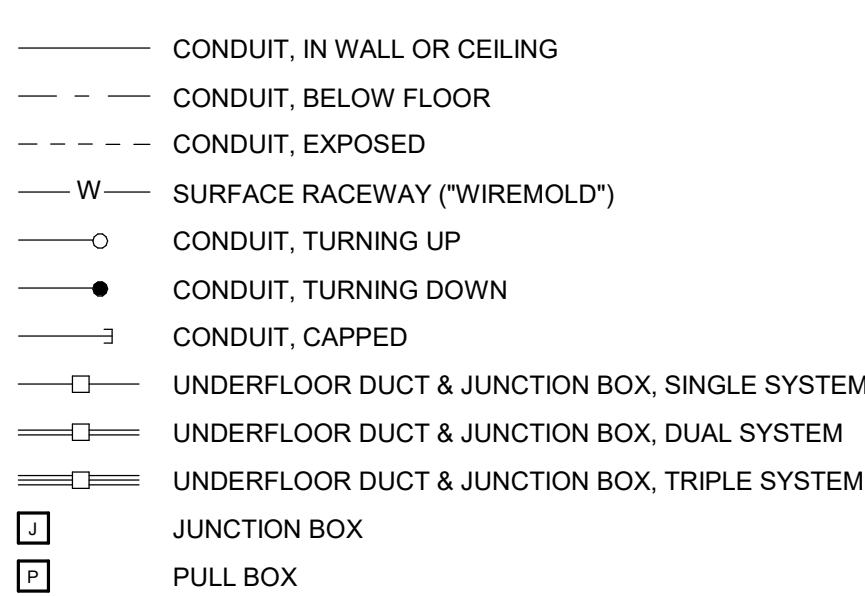 CONDUIT, IN WALL OR CEILING
CONDUIT, BELOW FLOOR
CONDUIT, EXPOSED
W SURFACE RACEWAY ("WIREMOLD")
CONDUIT, TURNING UP
CONDUIT, TURNING DOWN
CONDUIT, CAPPED
UNDERFLOOR DUCT & JUNCTION BOX, SINGLE SYSTEM
UNDERFLOOR DUCT & JUNCTION BOX, DUAL SYSTEM
UNDERFLOOR DUCT & JUNCTION BOX, TRIPLE SYSTEM
J JUNCTION BOX
P PULL BOX